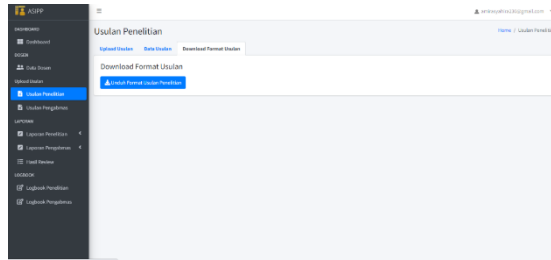 ASIPP
DASHBOARD
Dashboard
DOSEN
Data Dosen
Upload Usulan
Usulan Penelitian
Usulan Pengabmas
LAPORAN
Laporan Penelitian
Laporan Pengabmas
Hasil Review
LOGBOOK
Logbook Penelitian
Logbook Pengabmas
Usulan Penelitian
Home / Usulan Penelit
Upload Usulan Data Usulan Download Format Usulan
Download Format Usulan
Unduh Format Usulan Penelitian